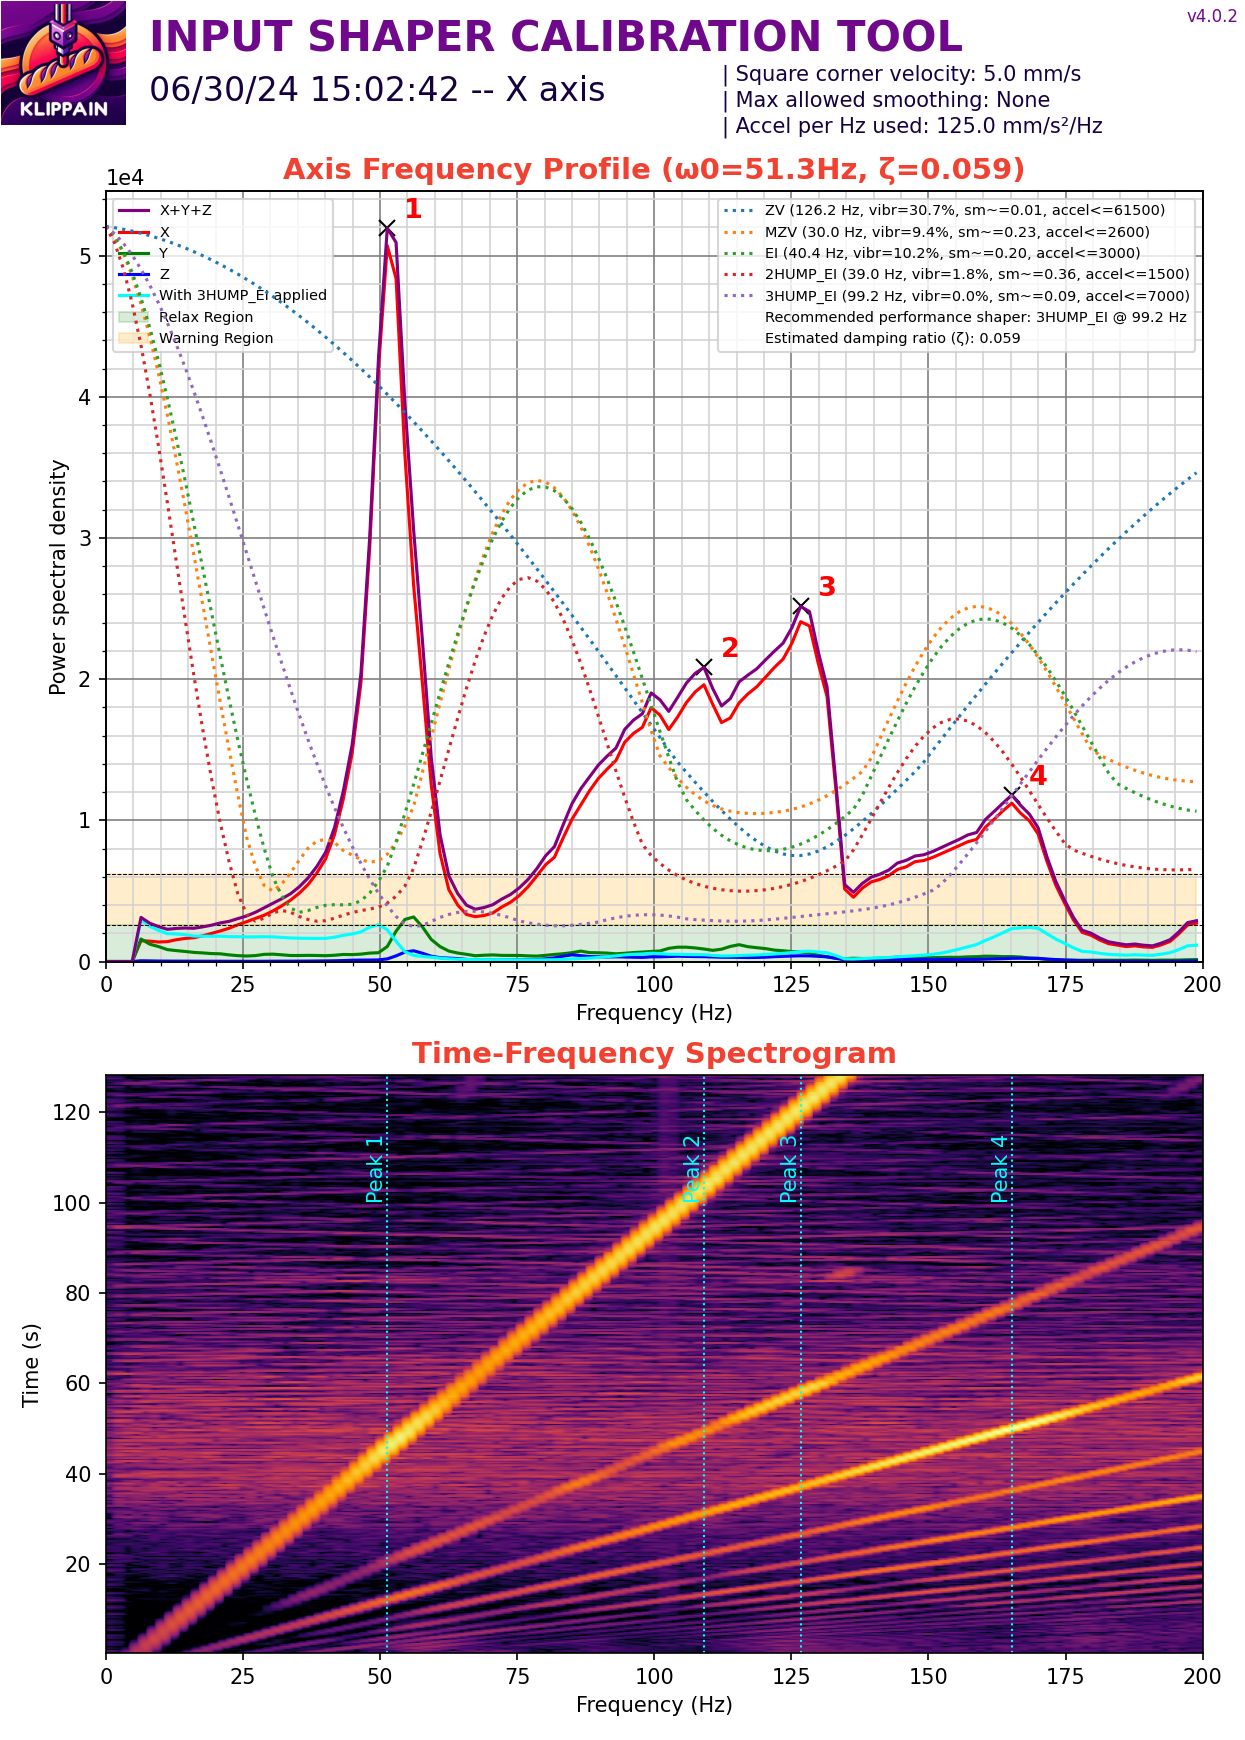 v4.0.2
INPUT SHAPER CALIBRATION TOOL
KLIPPAIN
06/30/24 15:02:42 -- X axis
| Square corner velocity: 5.0 mm/s
| Max allowed smoothing: None
| Accel per Hz used: 125.0 mm/s²/Hz
Axis Frequency Profile (ω0=51.3Hz, ζ=0.059)
1e4
X+Y+Z
X
Y
Z
With 3HUMP_EI applied
Relax Region
Warning Region
ZV (126.2 Hz, vibr=30.7%, sm~=0.01, accel<=61500)
MZV (30.0 Hz, vibr=9.4%, sm~=0.23, accel<=2600)
EI (40.4 Hz, vibr=10.2%, sm~=0.20, accel<=3000)
2HUMP_EI (39.0 Hz, vibr=1.8%, sm~=0.36, accel<=1500)
3HUMP_EI (99.2 Hz, vibr=0.0%, sm~=0.09, accel<=7000)
Recommended performance shaper: 3HUMP_EI @ 99.2 Hz
Estimated damping ratio (ζ): 0.059
1
2
3
4
Power spectral density
5
4
3
2
1
0
0 25 50 75 100 125 150 175 200
Frequency (Hz)
Time-Frequency Spectrogram
Time (s)
120
100
80
60
40
20
Peak 1
Peak 2
Peak 3
Peak 4
0 25 50 75 100 125 150 175 200
Frequency (Hz)